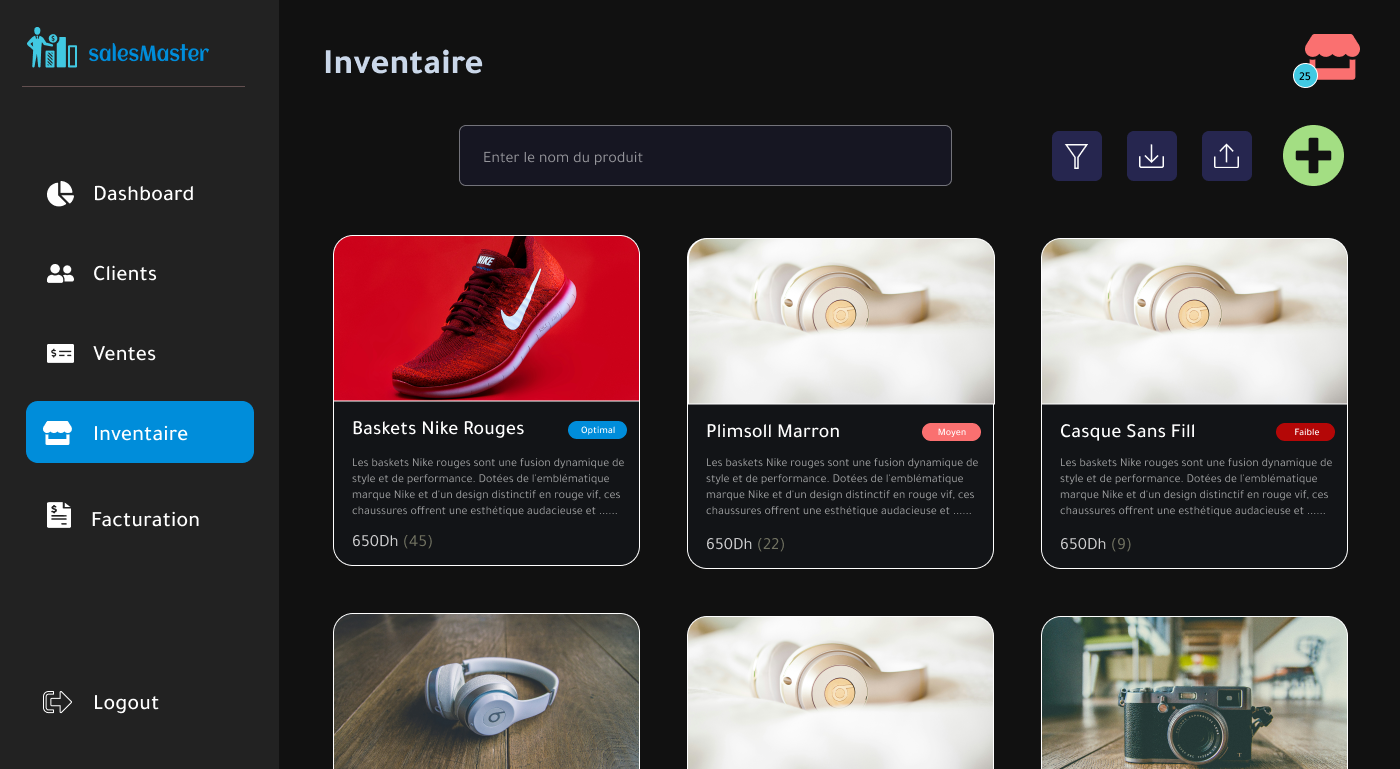 salesMaster
Inventaire
25
Enter le nom du produit
Dashboard
Clients
Ventes
Inventaire
Facturation
Logout
NIKE
Baskets Nike Rouges
Optimal
Les baskets Nike rouges sont une fusion dynamique de
style et de performance. Dotées de l'emblématique
marque Nike et d'un design distinctif en rouge vif, ces
chaussures offrent une esthétique audacieuse et ......
650Dh (45)
Plimsoll Marron
Moyen
Les baskets Nike rouges sont une fusion dynamique de
style et de performance. Dotées de l'emblématique
marque Nike et d'un design distinctif en rouge vif, ces
chaussures offrent une esthétique audacieuse et ......
650Dh (22)
Casque Sans Fill
Faible
Les baskets Nike rouges sont une fusion dynamique de
style et de performance. Dotées de l'emblématique
marque Nike et d'un design distinctif en rouge vif, ces
chaussures offrent une esthétique audacieuse et ......
650Dh (9)